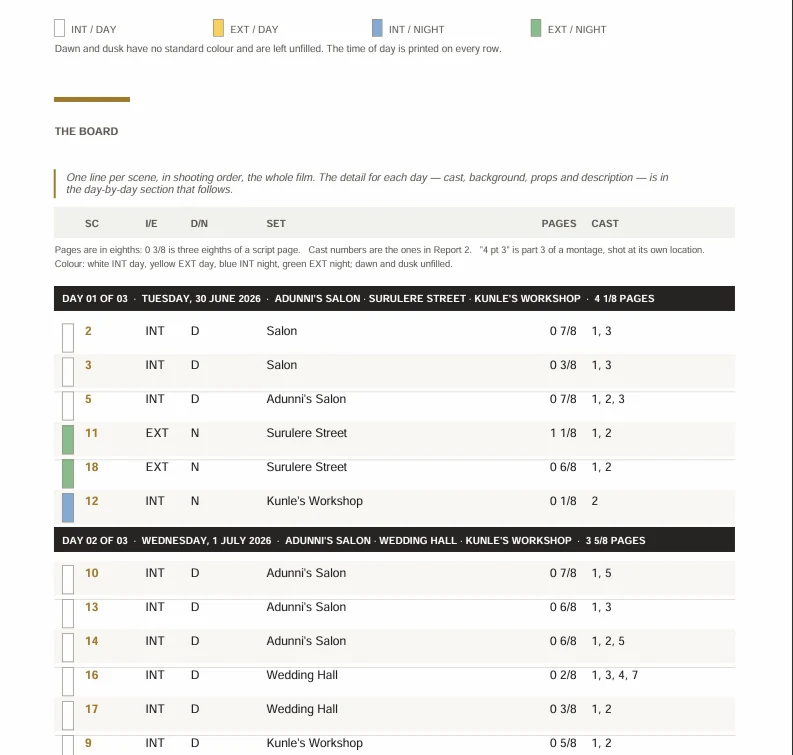 INT / DAY EXT / DAY INT / NIGHT EXT / NIGHT
Dawn and dusk have no standard colour and are left unfilled. The time of day is printed on every row.
THE BOARD
One line per scene, in shooting order, the whole film. The detail for each day — cast, background, props and description — is in
the day-by-day section that follows.
SC I/E D/N SET PAGES CAST
Pages are in eighths: 0 3/8 is three eighths of a script page. Cast numbers are the ones in Report 2. "4 pt 3" is part 3 of a montage, shot at its own location.
Colour: white INT day, yellow EXT day, blue INT night, green EXT night; dawn and dusk unfilled.
DAY 01 OF 03 · TUESDAY, 30 JUNE 2026 · ADUNNI'S SALON · SURULERE STREET · KUNLE'S WORKSHOP · 4 1/8 PAGES
2 INT D Salon 0 7/8 1, 3
3 INT D Salon 0 3/8 1, 3
5 INT D Adunni's Salon 0 7/8 1, 2, 3
11 EXT N Surulere Street 1 1/8 1, 2
18 EXT N Surulere Street 0 6/8 1, 2
12 INT N Kunle's Workshop 0 1/8 2
DAY 02 OF 03 · WEDNESDAY, 1 JULY 2026 · ADUNNI'S SALON · WEDDING HALL · KUNLE'S WORKSHOP · 3 5/8 PAGES
10 INT D Adunni's Salon 0 7/8 1, 5
13 INT D Adunni's Salon 0 6/8 1, 3
14 INT D Adunni's Salon 0 6/8 1, 2, 5
16 INT D Wedding Hall 0 2/8 1, 3, 4, 7
17 INT D Wedding Hall 0 3/8 1, 2
9 INT D Kunle's Workshop 0 5/8 1, 2